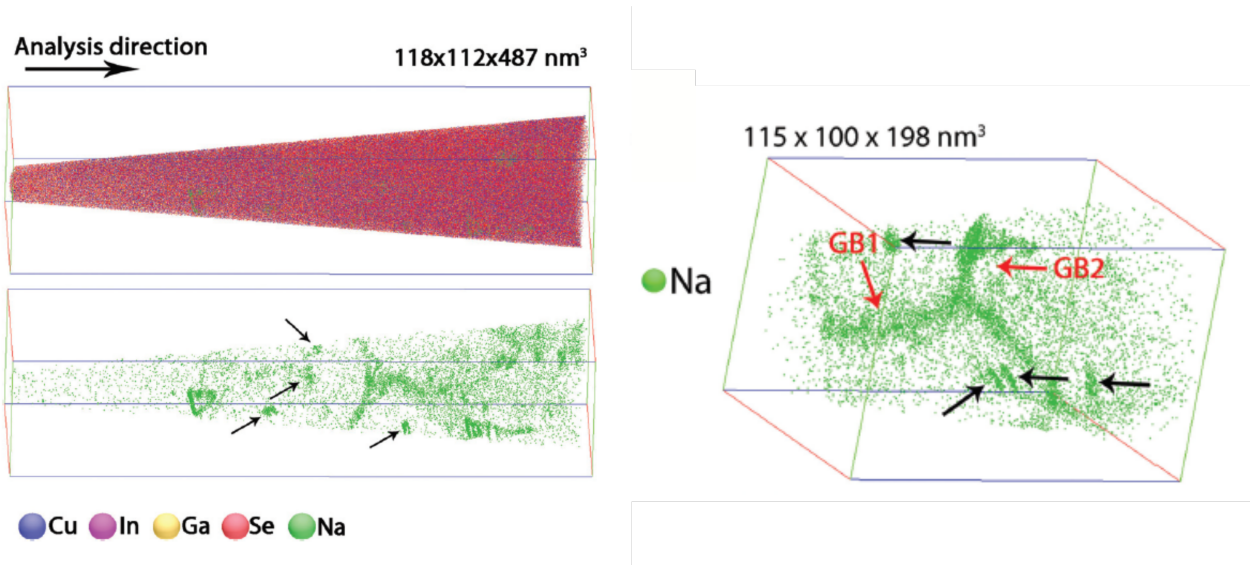 Analysis direction
118x112x487 nm³
Cu In Ga Se Na
115 x 100 x 198 nm³
GB1
GB2
Na